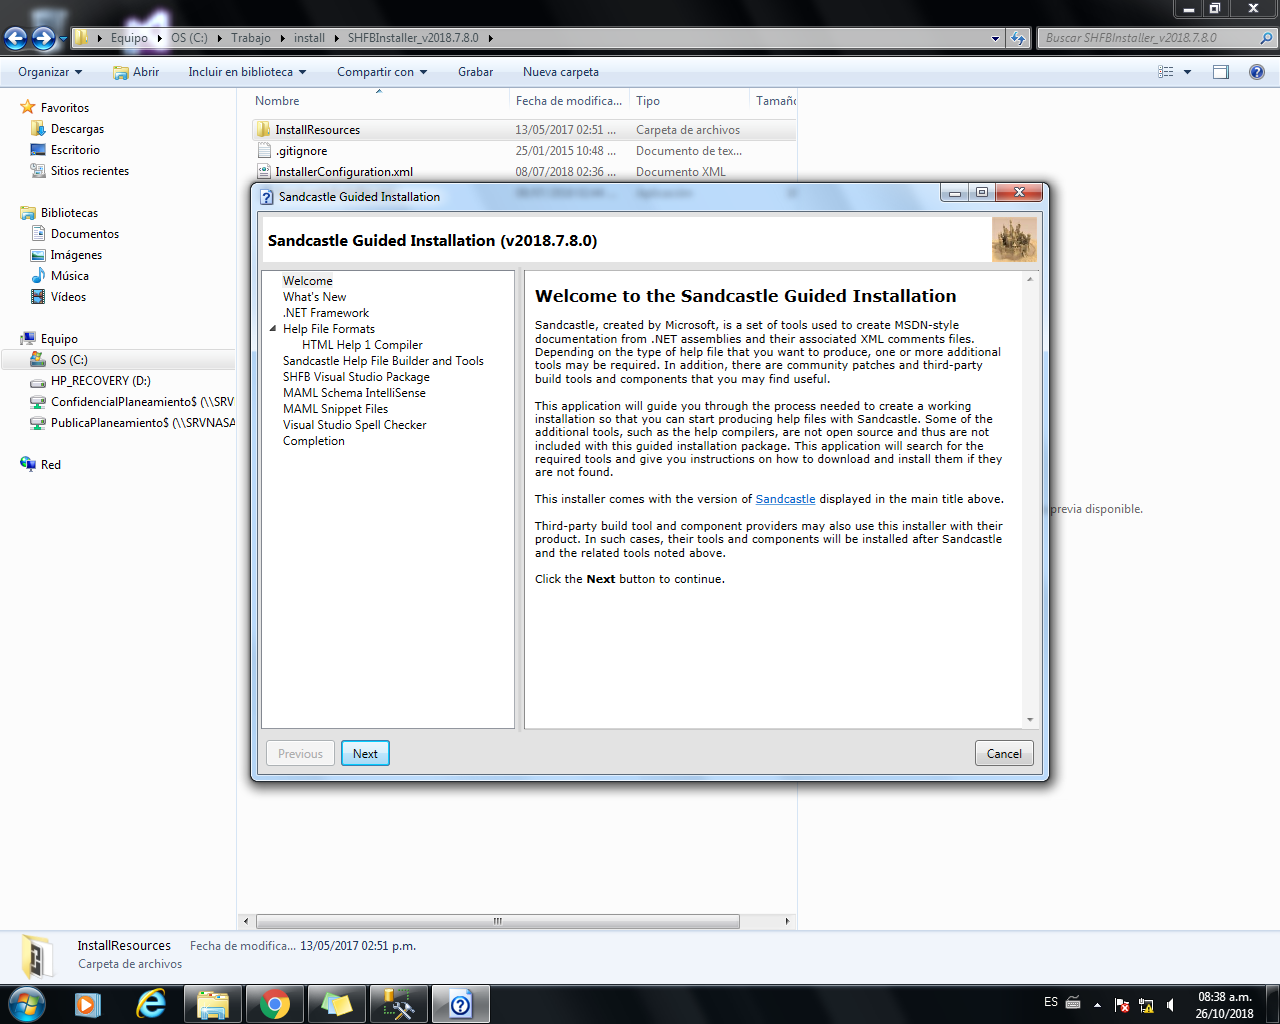 Equipo
OS (C:)
Trabajo
install
SHFBInstaller_v2018.7.8.0
Buscar SHFBInstaller_v2018.7.8.0
Organizar
Abrir
Incluir en biblioteca
Compartir con
Grabar
Nueva carpeta
Favoritos
Descargas
Escritorio
Sitios recientes
Bibliotecas
Documentos
Imágenes
Música
Vídeos
Equipo
OS (C:)
HP_RECOVERY (D:)
ConfidencialPlaneamiento$ (\\SRV
PublicaPlaneamiento$ (\\SRVNASA
Red
Nombre
Fecha de modifica...
Tipo
Tamañc
InstallResources
13/05/2017 02:51 ...
Carpeta de archivos
.gitignore
25/01/2015 10:48 ...
Documento de tex...
InstallerConfiguration.xml
08/07/2018 02:36 ...
Documento XML
previa disponible.
Sandcastle Guided Installation
Sandcastle Guided Installation (v2018.7.8.0)
Welcome
What's New
.NET Framework
Help File Formats
HTML Help 1 Compiler
Sandcastle Help File Builder and Tools
SHFB Visual Studio Package
MAML Schema IntelliSense
MAML Snippet Files
Visual Studio Spell Checker
Completion
Welcome to the Sandcastle Guided Installation
Sandcastle, created by Microsoft, is a set of tools used to create MSDN-style
documentation from .NET assemblies and their associated XML comments files.
Depending on the type of help file that you want to produce, one or more additional
tools may be required. In addition, there are community patches and third-party
build tools and components that you may find useful.
This application will guide you through the process needed to create a working
installation so that you can start producing help files with Sandcastle. Some of the
additional tools, such as the help compilers, are not open source and thus are not
included with this guided installation package. This application will search for the
required tools and give you instructions on how to download and install them if they
are not found.
This installer comes with the version of Sandcastle displayed in the main title above.
Third-party build tool and component providers may also use this installer with their
product. In such cases, their tools and components will be installed after Sandcastle
and the related tools noted above.
Click the Next button to continue.
Previous
Next
Cancel
InstallResources
Fecha de modifica... 13/05/2017 02:51 p.m.
Carpeta de archivos
ES
08:38 a.m.
26/10/2018